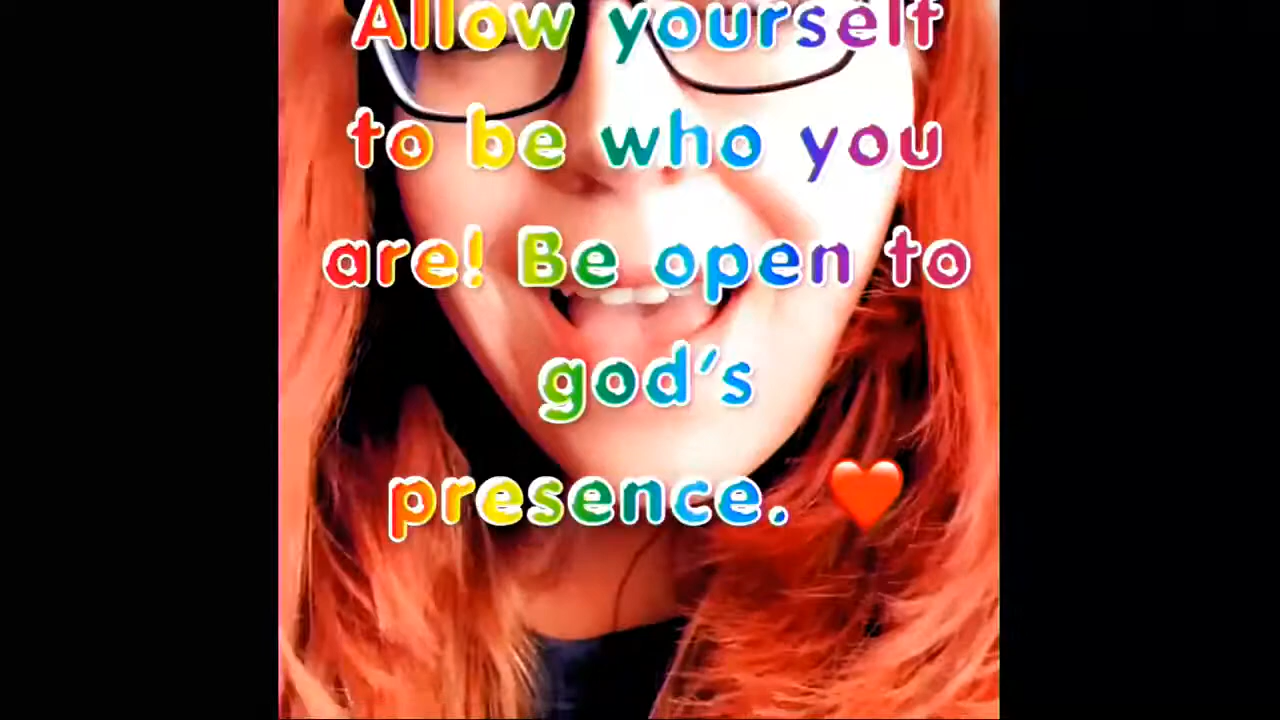 Allow yourself
to be who you
are! Be open to
god's
presence. ❤️